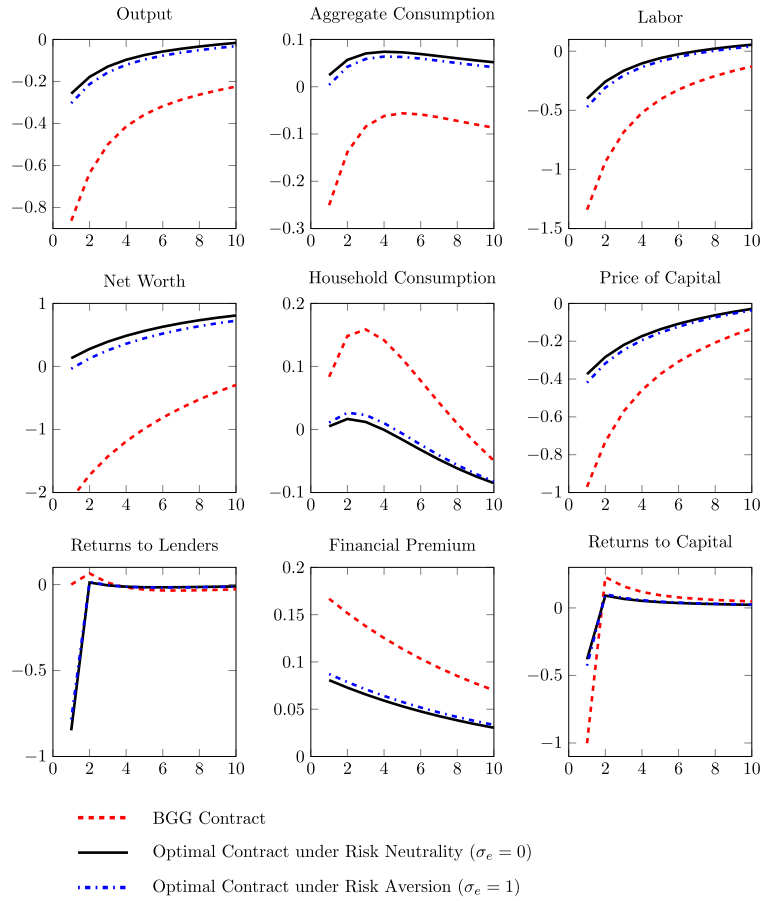 Output
Aggregate Consumption
Labor
0
−0.2
−0.4
−0.6
−0.8
0 2 4 6 8 10
0.1
0
−0.1
−0.2
−0.3
0 2 4 6 8 10
0
−0.5
−1
−1.5
0 2 4 6 8 10
Net Worth
Household Consumption
Price of Capital
1
0
−1
−2
0 2 4 6 8 10
0.2
0.1
0
−0.1
0 2 4 6 8 10
0
−0.2
−0.4
−0.6
−0.8
−1
0 2 4 6 8 10
Returns to Lenders
Financial Premium
Returns to Capital
0
−0.5
−1
0 2 4 6 8 10
0.2
0.15
0.1
0.05
0
0 2 4 6 8 10
0
−0.5
−1
0 2 4 6 8 10
BGG Contract
Optimal Contract under Risk Neutrality (σₑ = 0)
Optimal Contract under Risk Aversion (σₑ = 1)